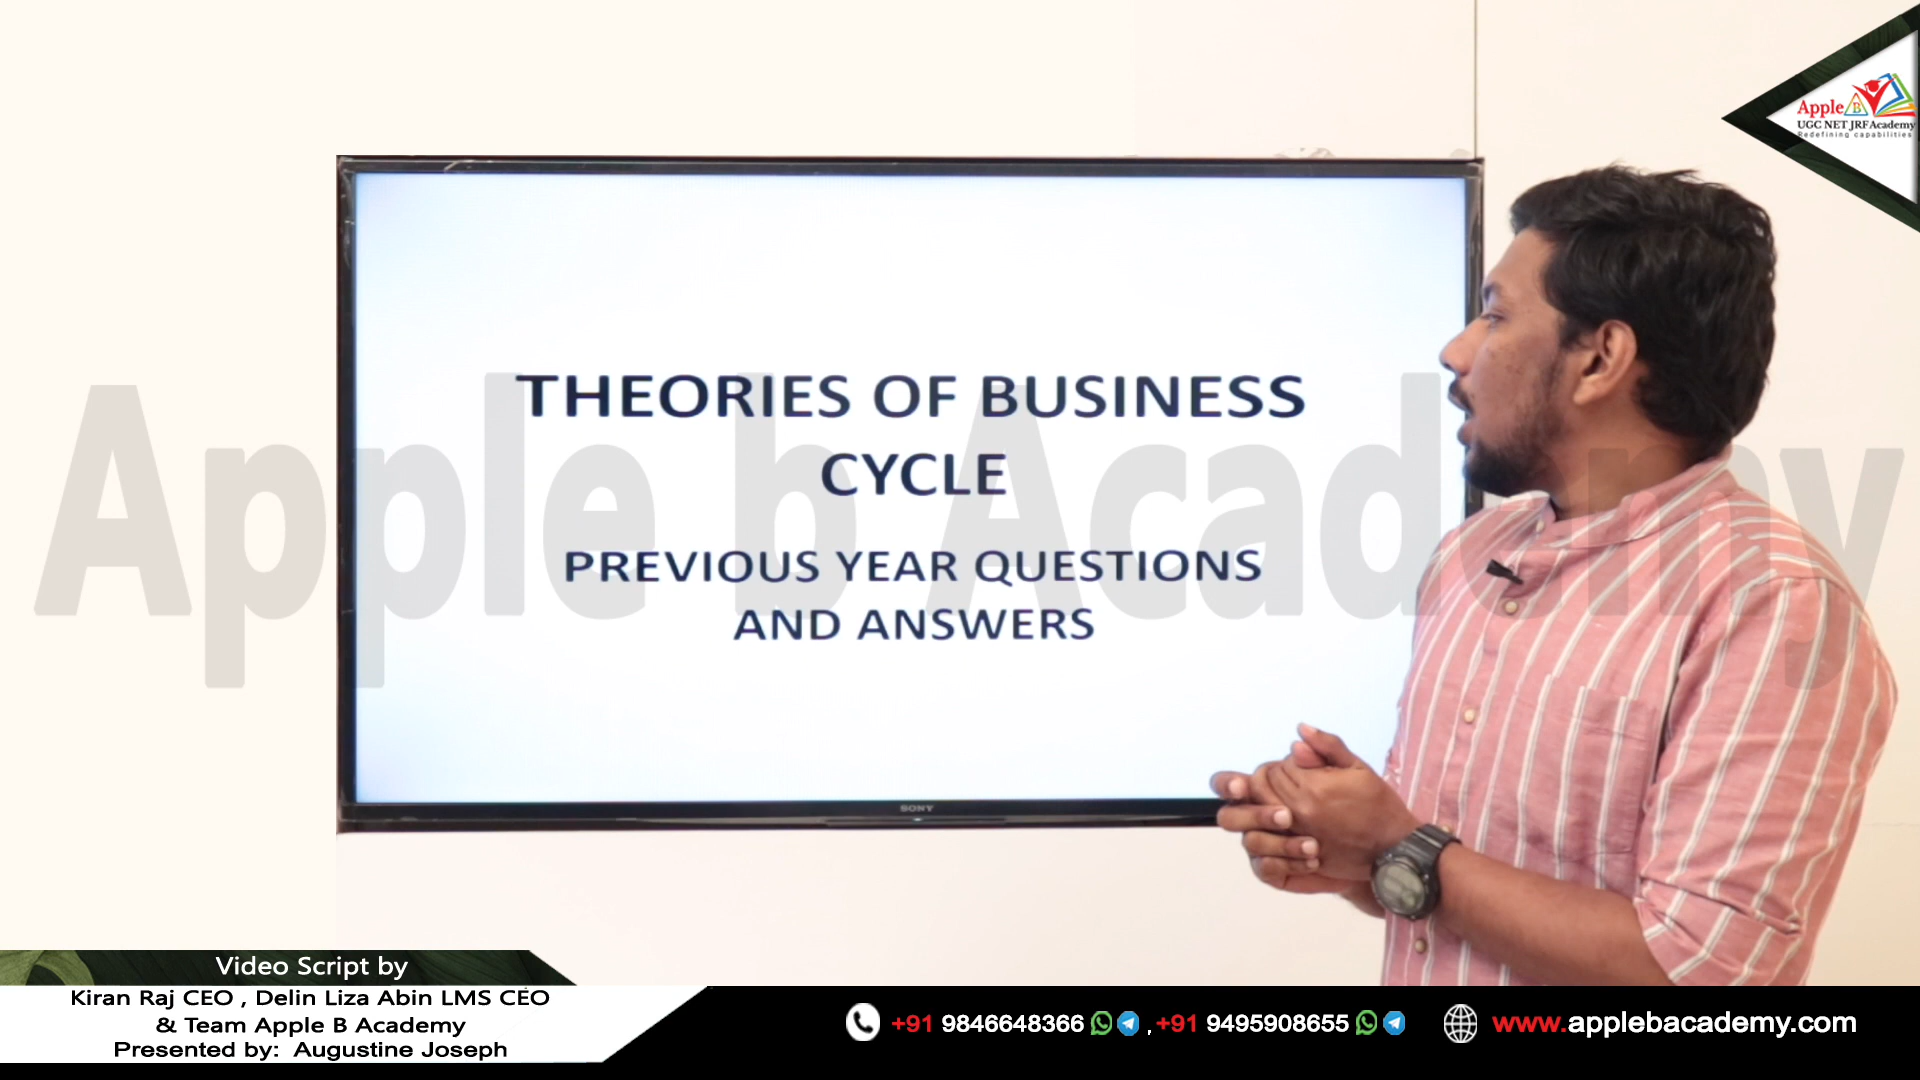 Apple B
UGC NET JRF Academy
Redefining capabilities
THEORIES OF BUSINESS
CYCLE
PREVIOUS YEAR QUESTIONS
AND ANSWERS
Apple b Academy
SONY
Video Script by
Kiran Raj CEO , Delin Liza Abin LMS CEO
& Team Apple B Academy
Presented by: Augustine Joseph
+91 9846648366 , +91 9495908655 www.applebacademy.com